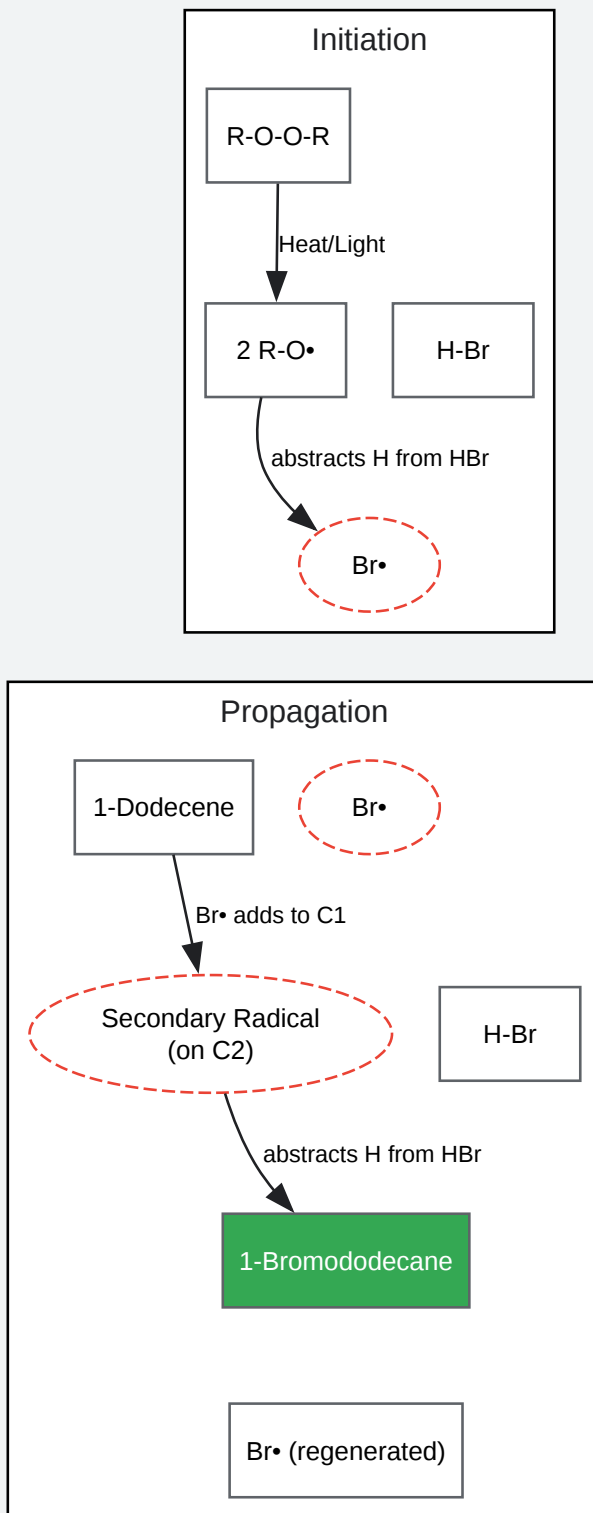 Initiation
R-O-O-R
Heat/Light
2 R-O•
H-Br
abstracts H from HBr
Br•
Propagation
1-Dodecene
Br•
Br• adds to C1
Secondary Radical
(on C2)
H-Br
abstracts H from HBr
1-Bromododecane
Br• (regenerated)